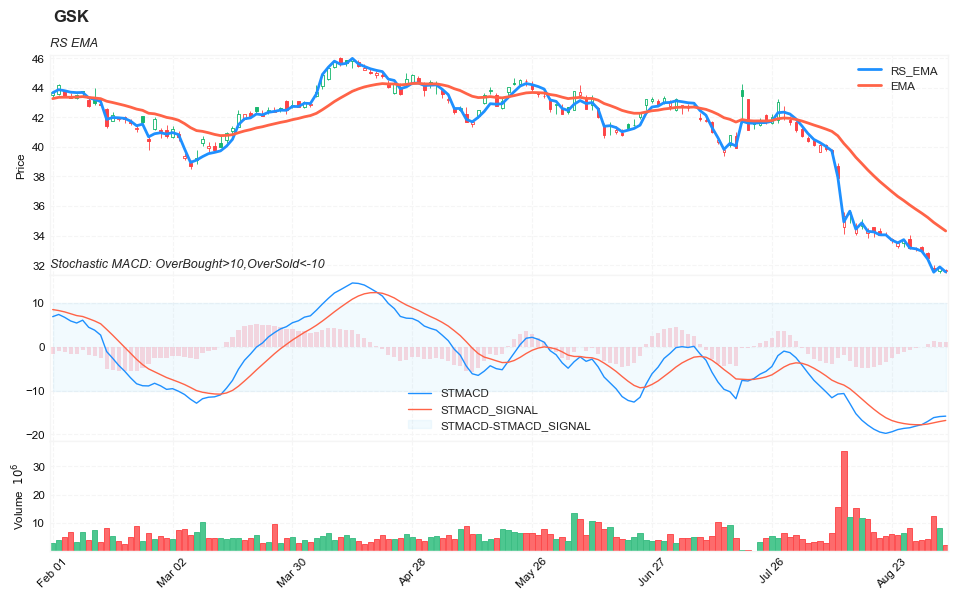 GSK
RS EMA
RS_EMA
EMA
Price
46
44
42
40
38
36
34
32
Stochastic MACD: OverBought>10,OverSold<-10
10
0
−10
−20
STMACD
STMACD_SIGNAL
STMACD-STMACD_SIGNAL
Volume 10^6
30
20
10
Feb 01
Mar 02
Mar 30
Apr 28
May 26
Jun 27
Jul 26
Aug 23